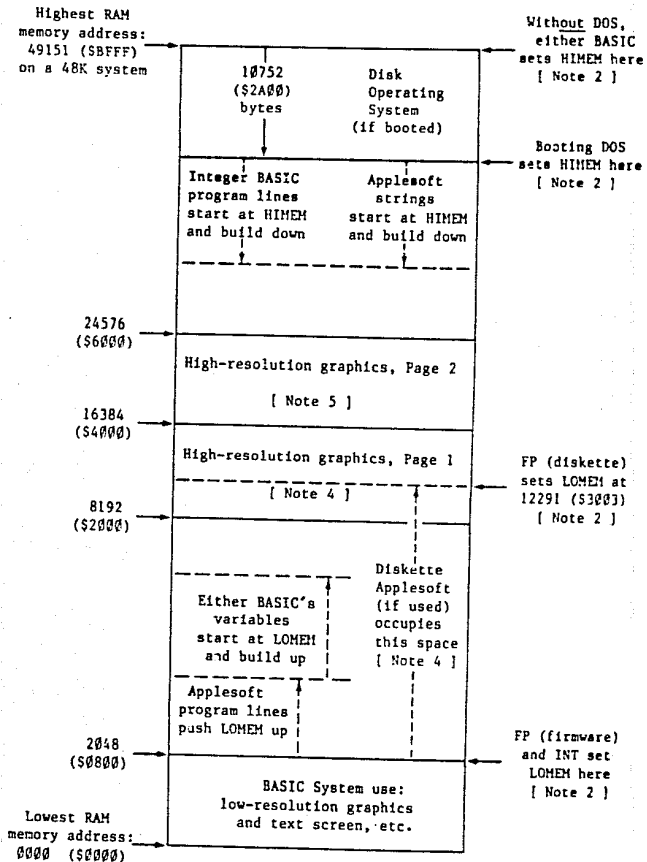 Highest RAM
memory address:
49151 ($BFFF)
on a 48K system
Without DOS,
either BASIC
sets HIMEM here
[ Note 2 ]
10752
($2A00)
bytes
Disk
Operating
System
(if booted)
Booting DOS
sets HIMEM here
[ Note 2 ]
Integer BASIC
program lines
start at HIMEM
and build down
Applesoft
strings
start at HIMEM
and build down
24576
($6000)
High-resolution graphics, Page 2
[ Note 5 ]
16384
($4000)
High-resolution graphics, Page 1
[ Note 4 ]
FP (diskette)
sets LOMEM at
12291 ($3003)
[ Note 2 ]
8192
($2000)
Diskette
Applesoft
(if used)
occupies
this space
[ Note 4 ]
Either BASIC's
variables
start at LOMEM
and build up
Applesoft
program lines
push LOMEM up
2048
($0800)
FP (firmware)
and INT set
LOMEM here
[ Note 2 ]
BASIC System use:
low-resolution graphics
and text screen, etc.
Lowest RAM
memory address:
0000 ($0000)